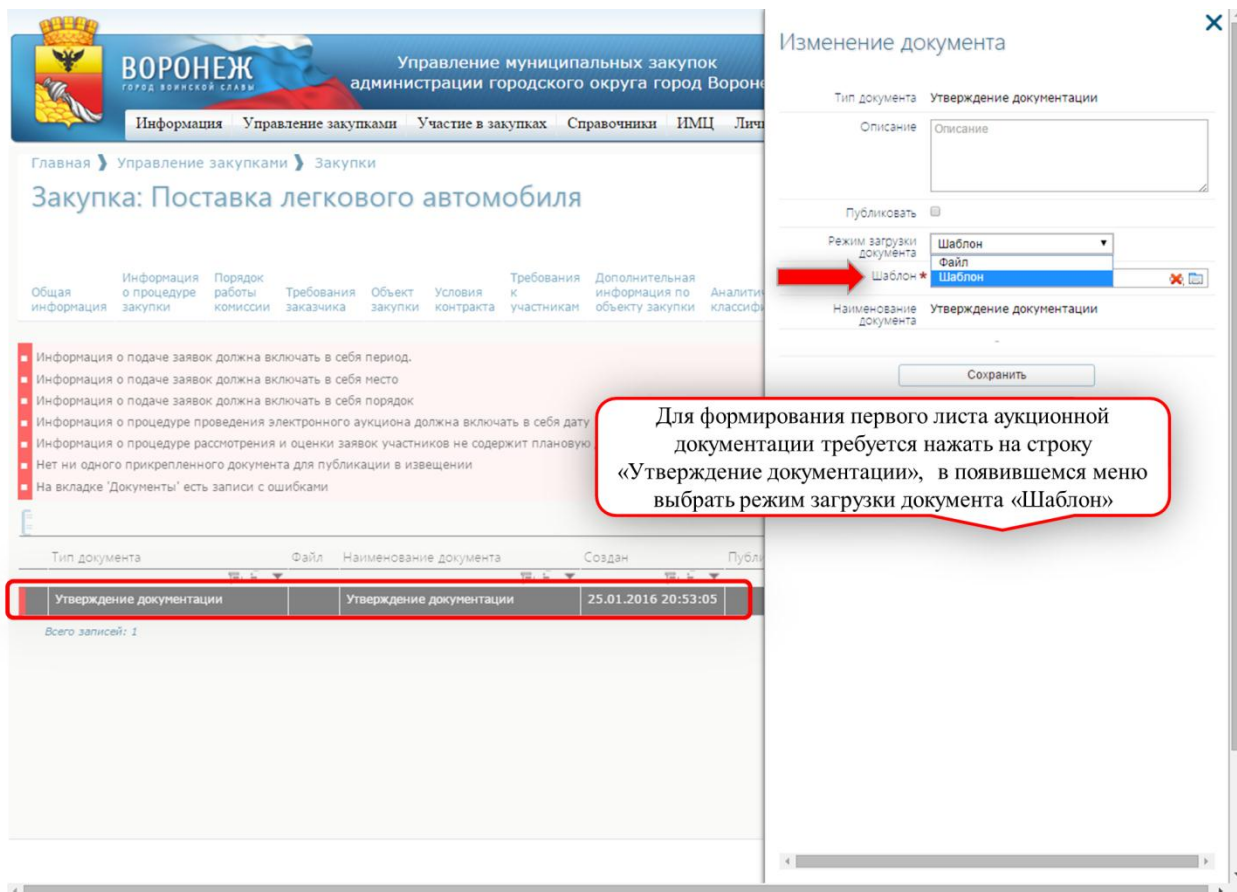 ВОРОНЕЖ
ГОРОД ВОИНСКОЙ СЛАВЫ
Управление муниципальных закупок
администрации городского округа город Вороне
Информация Управление закупками Участие в закупках Справочники ИМЦ Личн
Главная ❯ Управление закупками ❯ Закупки
Закупка: Поставка легкового автомобиля
Общая
информация
Информация
о процедуре
закупки
Порядок
работы
комиссии
Требования
заказчика
Объект
закупки
Условия
контракта
Требования
к
участникам
Дополнительная
информация по
объекту закупки
Аналити
классиф
Информация о подаче заявок должна включать в себя период.
Информация о подаче заявок должна включать в себя место
Информация о подаче заявок должна включать в себя порядок
Информация о процедуре проведения электронного аукциона должна включать в себя дату
Информация о процедуре рассмотрения и оценки заявок участников не содержит плановую
Нет ни одного прикрепленного документа для публикации в извещении
На вкладке 'Документы' есть записи с ошибками
Тип документа Файл Наименование документа Создан Публи
Утверждение документации Утверждение документации 25.01.2016 20:53:05
Всего записей: 1
Изменение документа
Тип документа Утверждение документации
Описание Описание
Публиковать
Режим загрузки
документа
Шаблон
Файл
Шаблон
Шаблон *
Наименование
документа
Утверждение документации
-
Сохранить
Для формирования первого листа аукционной
документации требуется нажать на строку
«Утверждение документации», в появившемся меню
выбрать режим загрузки документа «Шаблон»